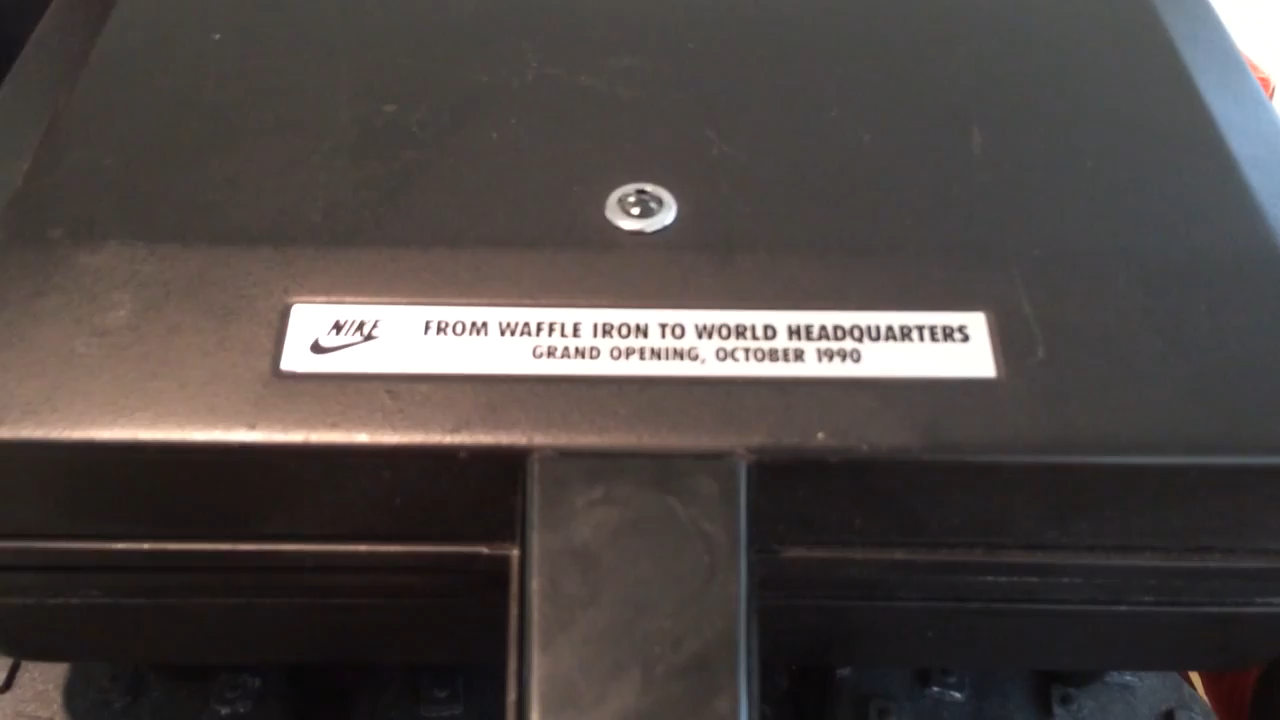 NIKE
FROM WAFFLE IRON TO WORLD HEADQUARTERS
GRAND OPENING, OCTOBER 1990